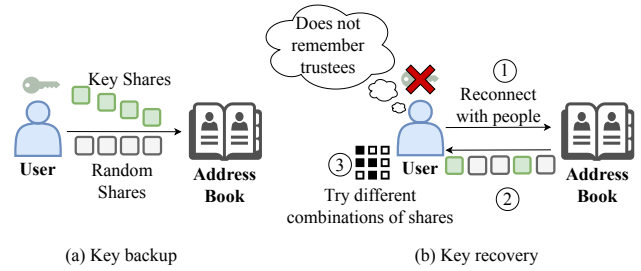 Key Shares
User
Random
Shares
Address
Book
(a) Key backup
Does not
remember
trustees
1
Reconnect
with people
User
3
Try different
combinations of shares
2
Address
Book
(b) Key recovery